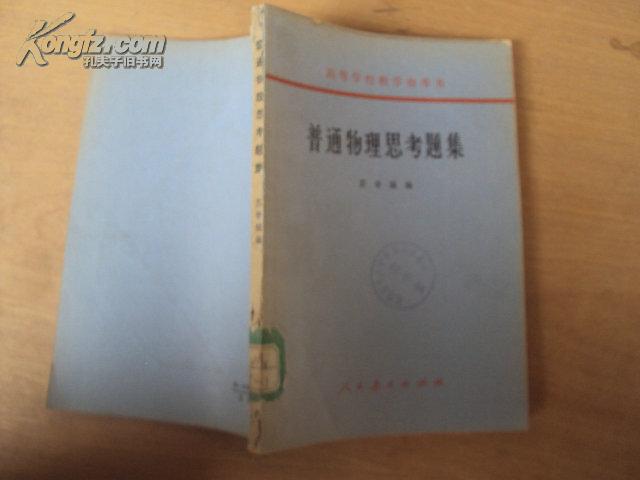 Kongfz.com
孔夫子旧书网
高等学校教学参考书
普通物理思考题集
编
人民教育出版社
普通物理思考题集
编